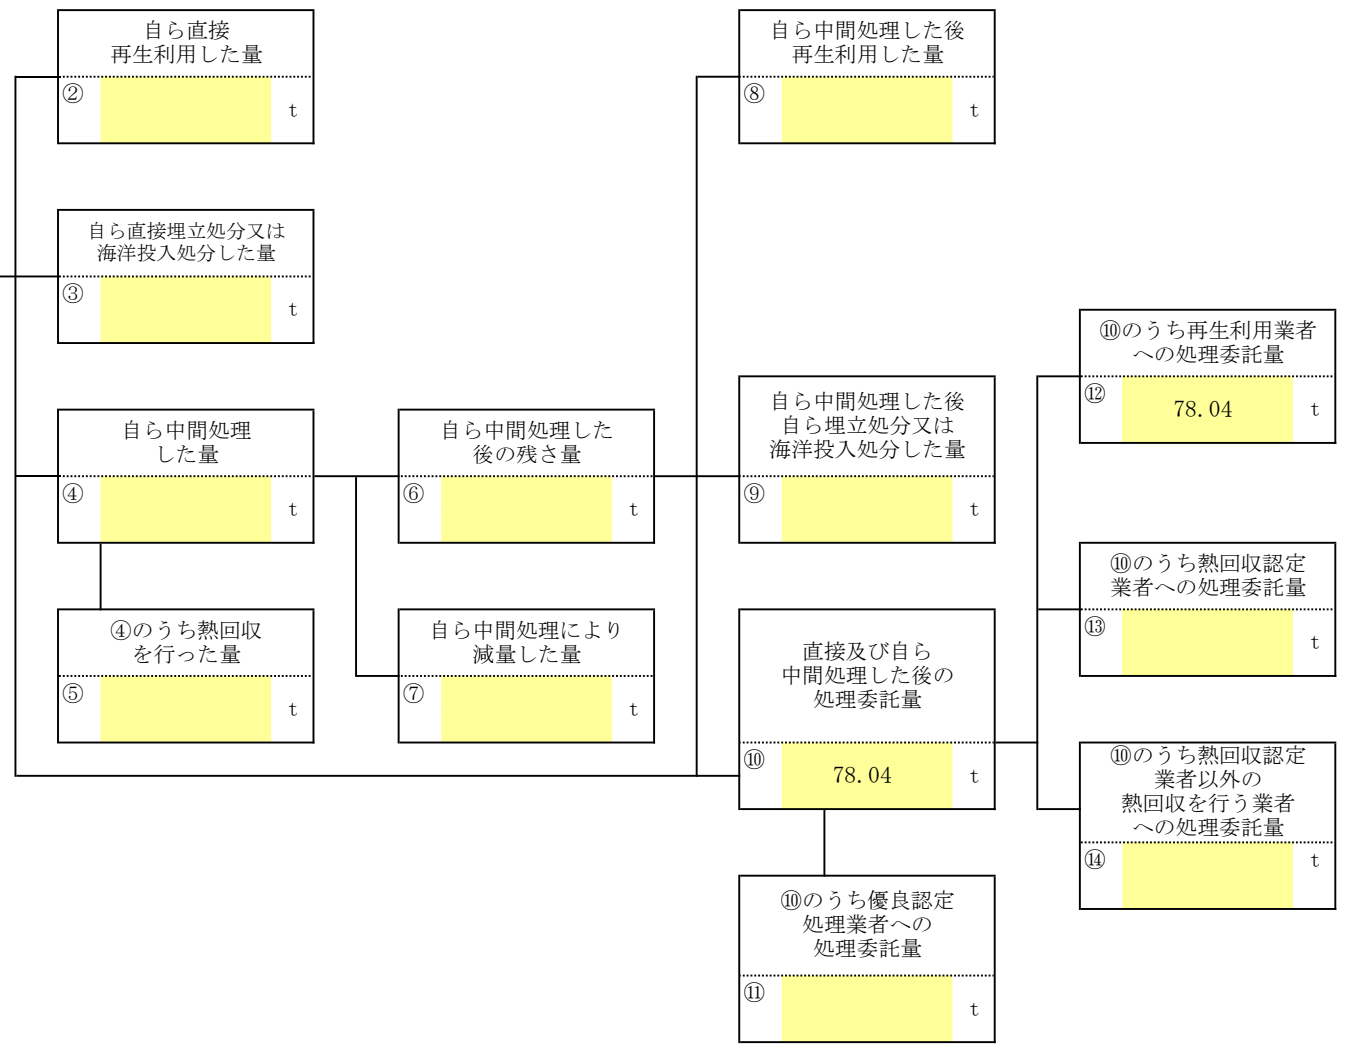 自ら直接
再生利用した量
②
t
自ら中間処理した後
再生利用した量
⑧
t
自ら直接埋立処分又は
海洋投入処分した量
③
t
⑩のうち再生利用業者
への処理委託量
⑫
78.04 t
自ら中間処理
した量
④
t
自ら中間処理した
後の残さ量
⑥
t
自ら中間処理した後
自ら埋立処分又は
海洋投入処分した量
⑨
t
⑩のうち熱回収認定
業者への処理委託量
⑬
t
④のうち熱回収
を行った量
⑤
t
自ら中間処理により
減量した量
⑦
t
直接及び自ら
中間処理した後の
処理委託量
⑩
78.04 t
⑩のうち熱回収認定
業者以外の
熱回収を行う業者
への処理委託量
⑭
t
⑩のうち優良認定
処理業者への
処理委託量
⑪
t